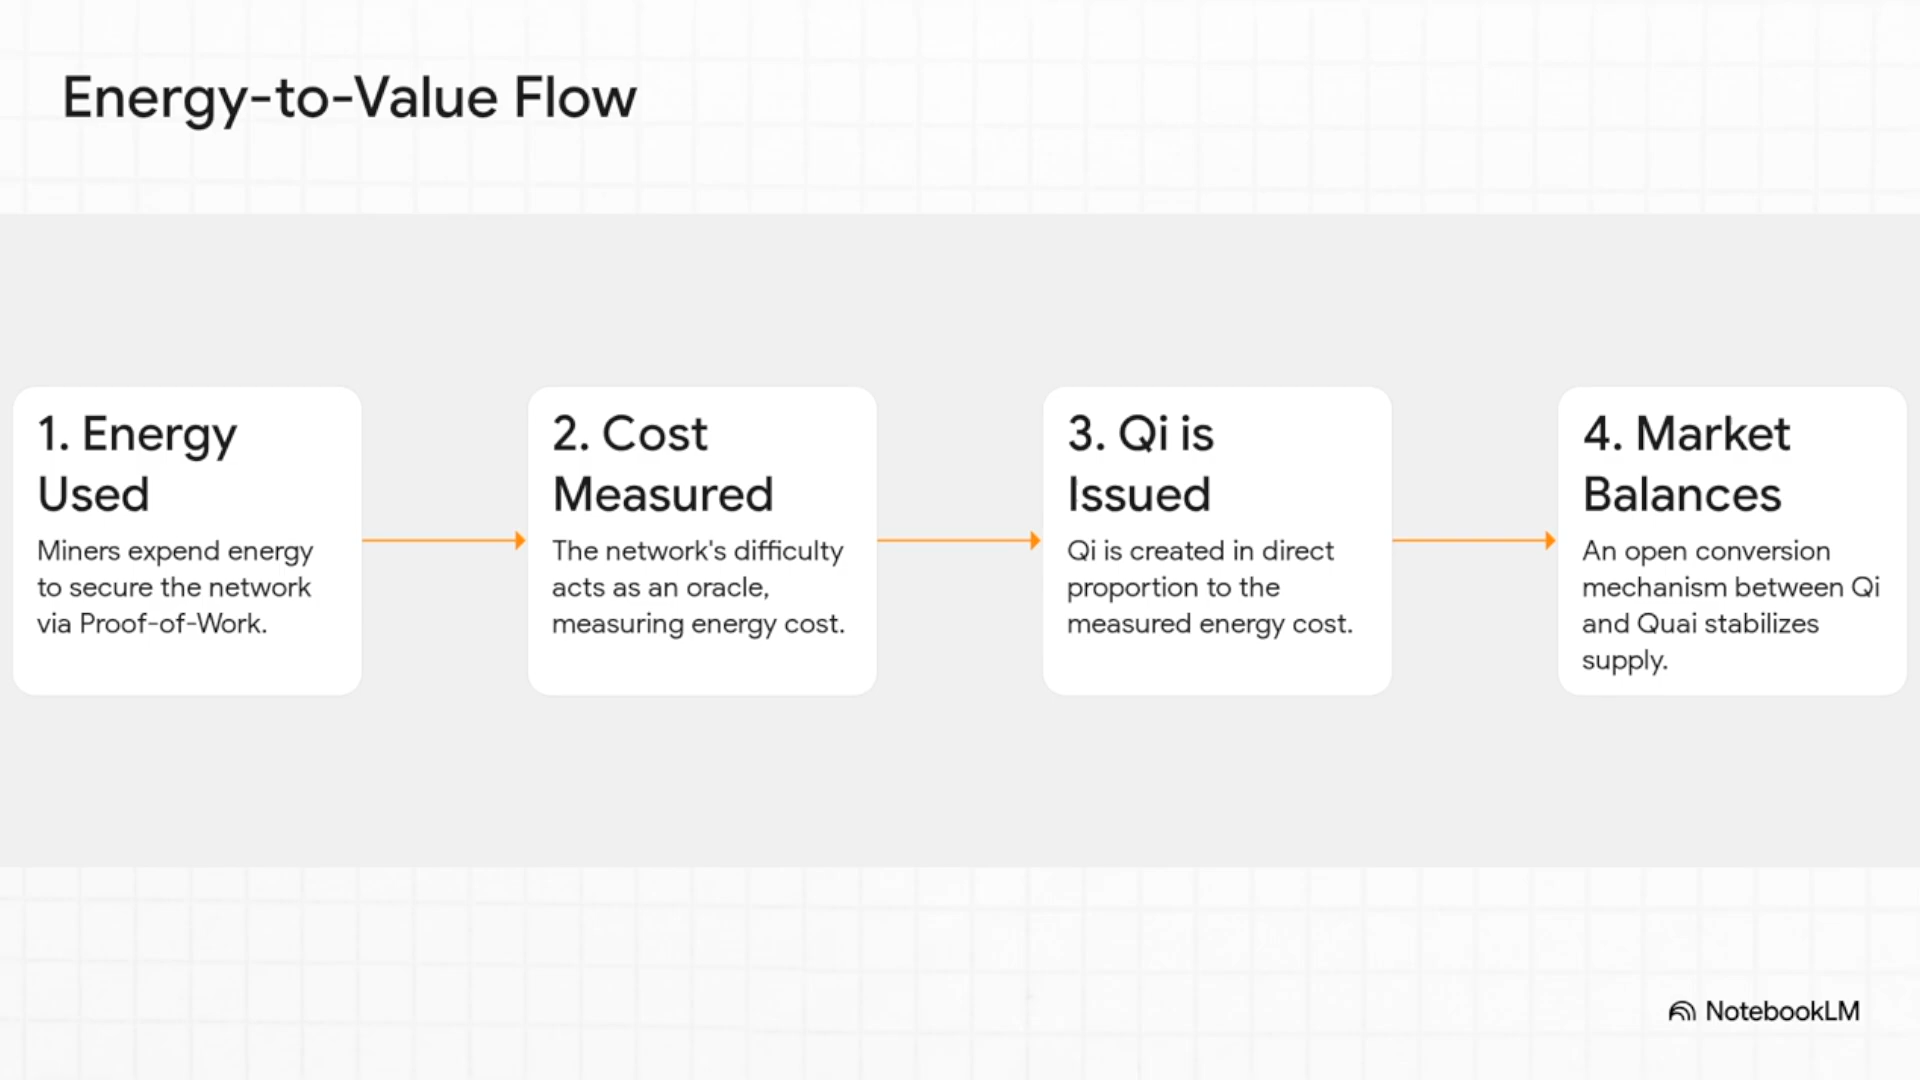 Energy-to-Value Flow
1. Energy
Used
Miners expend energy
to secure the network
via Proof-of-Work.
2. Cost
Measured
The network's difficulty
acts as an oracle,
measuring energy cost.
3. Qi is
Issued
Qi is created in direct
proportion to the
measured energy cost.
4. Market
Balances
An open conversion
mechanism between Qi
and Quai stabilizes
supply.
NotebookLM